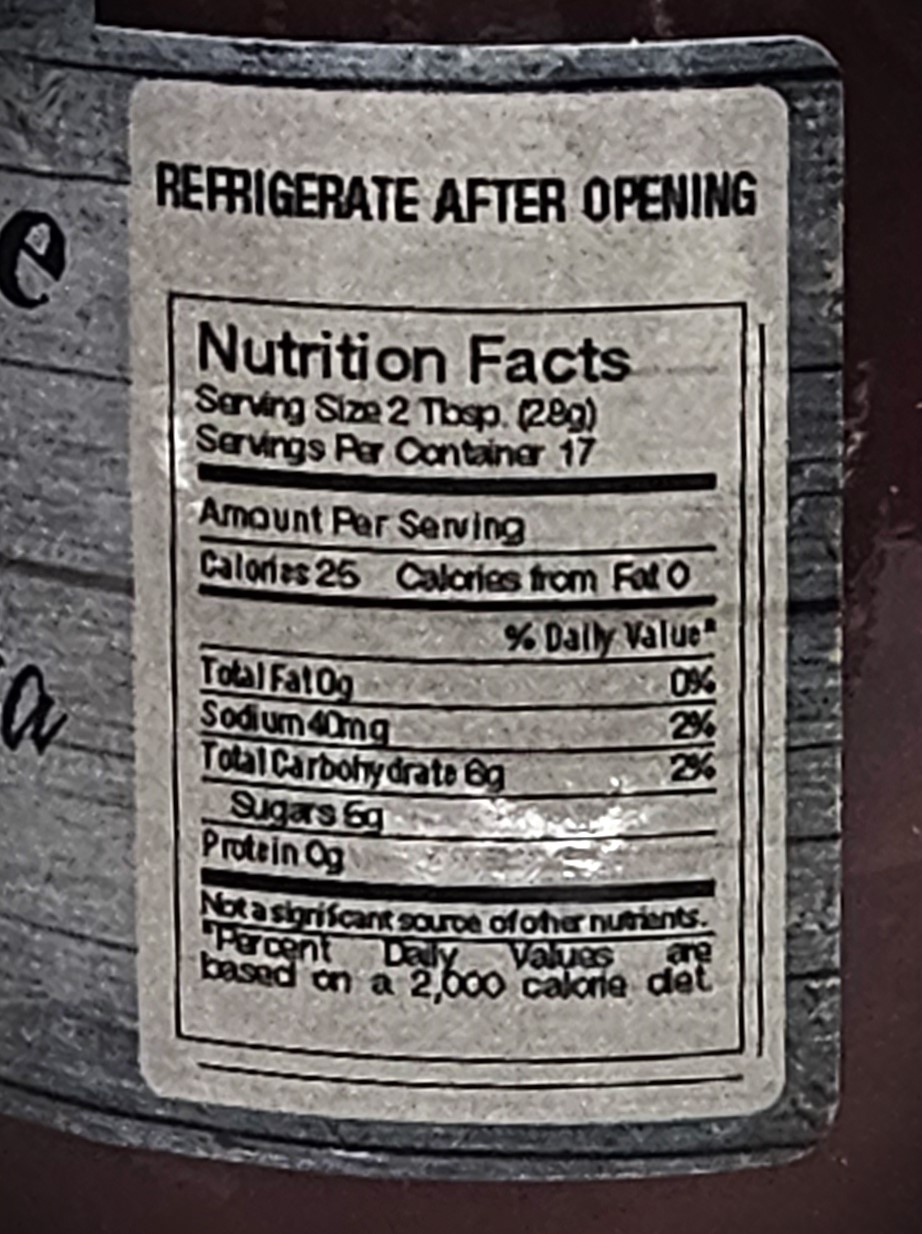 REFRIGERATE AFTER OPENING
e
Nutrition Facts
Serving Size 2 Tbsp. (28g)
Servings Per Container 17
Amount Per Serving
Calories 25 Calories from Fat 0
% Daily Value*
Total Fat 0g 0%
Sodium 40mg 2%
Total Carbohydrate 6g 2%
a
Sugars 6g
Protein 0g
Not a significant source of other nutrients.
*Percent Daily Values are
based on a 2,000 calorie diet.